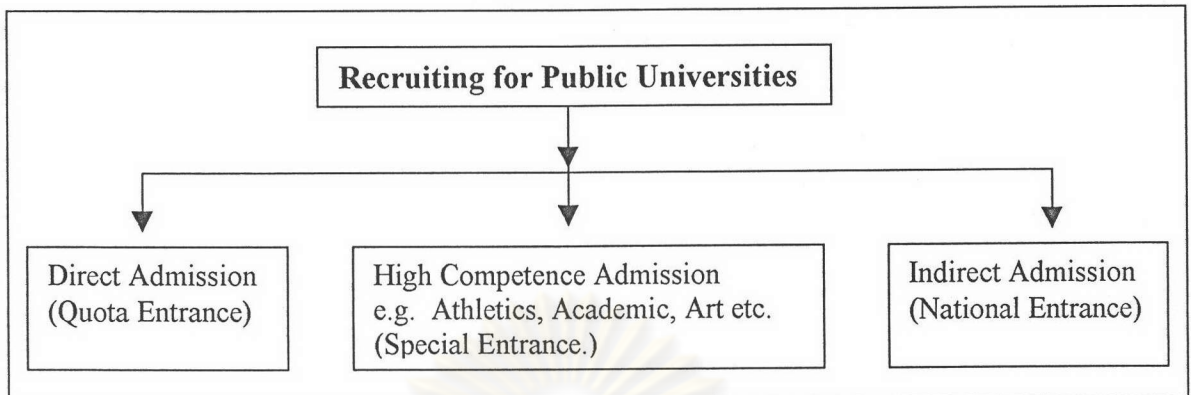 Recruiting for Public Universities
Direct Admission
(Quota Entrance)
High Competence Admission
e.g. Athletics, Academic, Art etc.
(Special Entrance.)
Indirect Admission
(National Entrance)